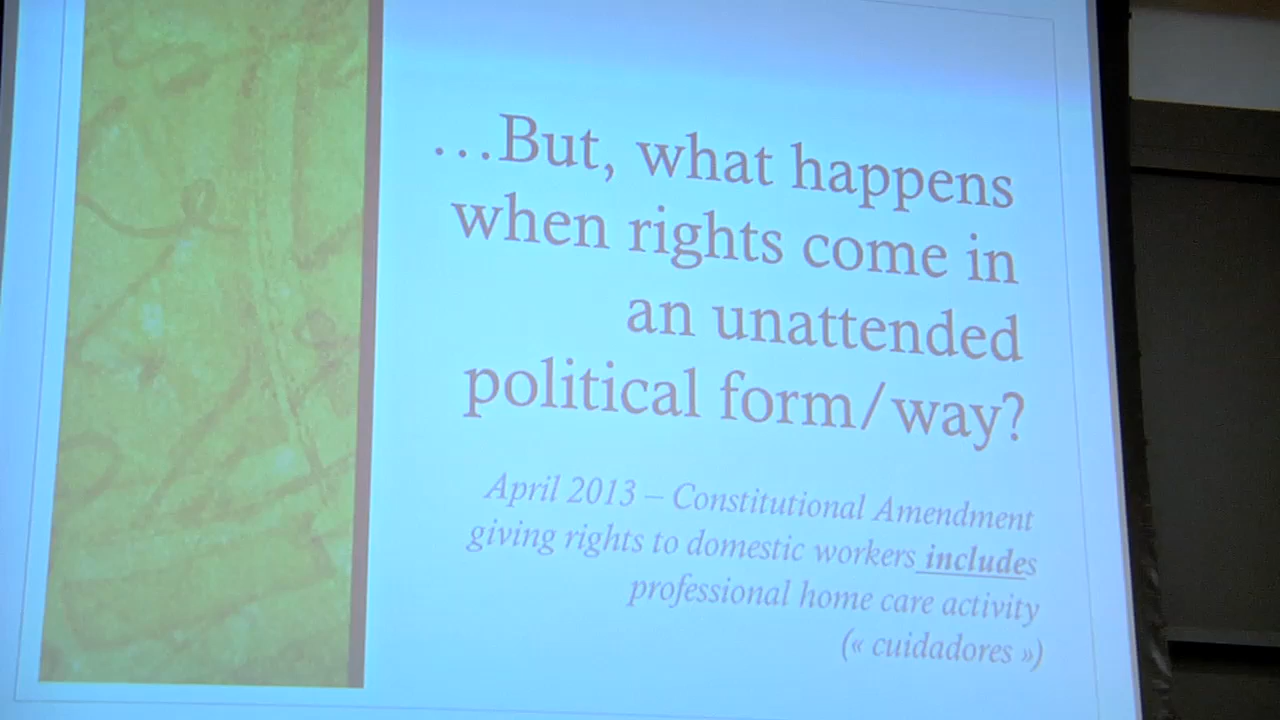 …But, what happens
when rights come in
an unattended
political form/way?
April 2013 – Constitutional Amendment
giving rights to domestic workers includes
professional home care activity
(« cuidadores »)